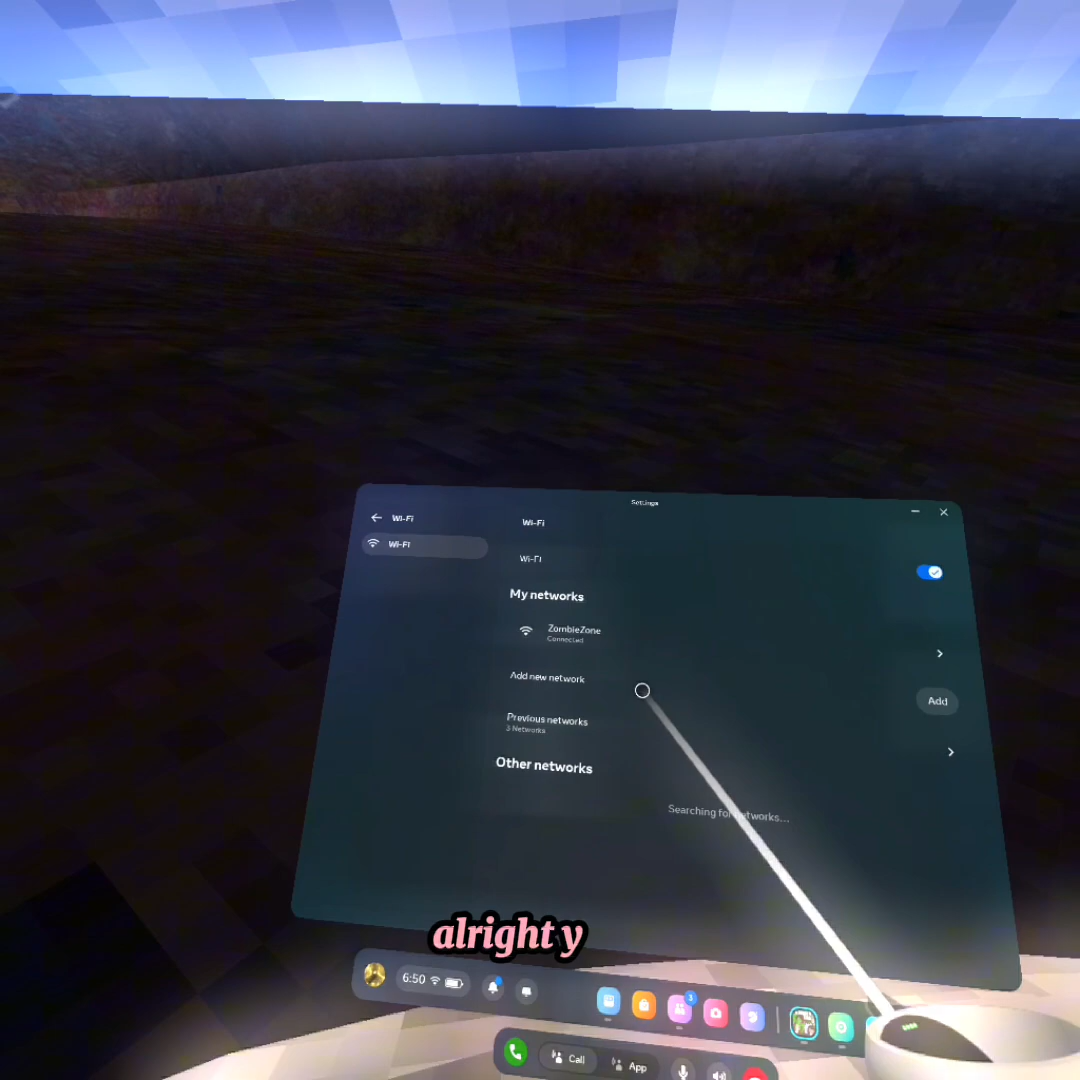 Settings
Wi-Fi
Wi-Fi
Wi-Fi
Wi-Fi
My networks
ZombieZone
Connected
Add new network
Add
Previous networks
3 Networks
Other networks
Searching for networks...
alright y
6:50
3
Call
App